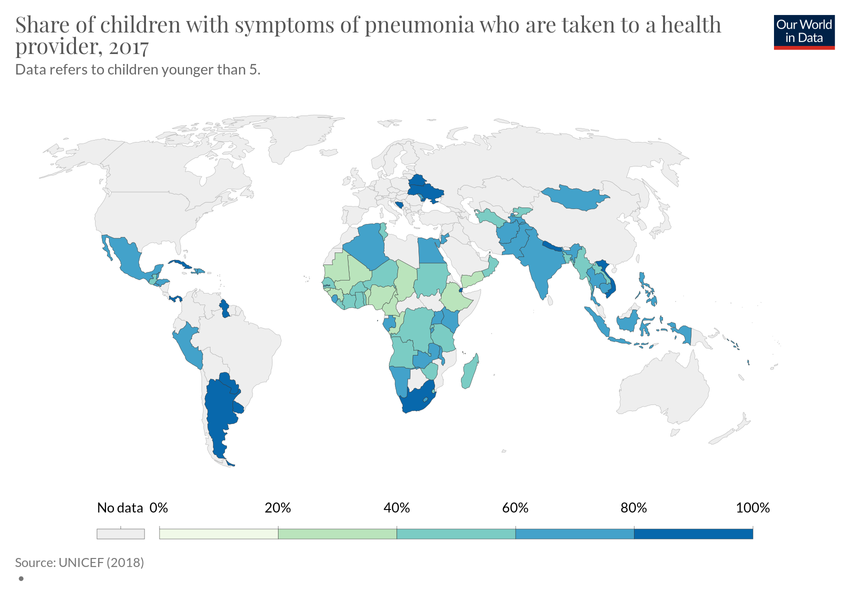 Share of children with symptoms of pneumonia who are taken to a health
provider, 2017
Data refers to children younger than 5.
Our World
in Data
No data 0% 20% 40% 60% 80% 100%
Source: UNICEF (2018)
•